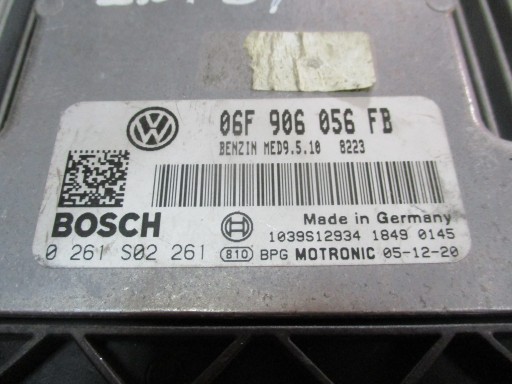 06F 906 056 FB
BENZIN MED9.5.10 8223
BOSCH
Made in Germany
1039S12934 1849 0145
0 261 S02 261 810 BPG MOTRONIC 05-12-20